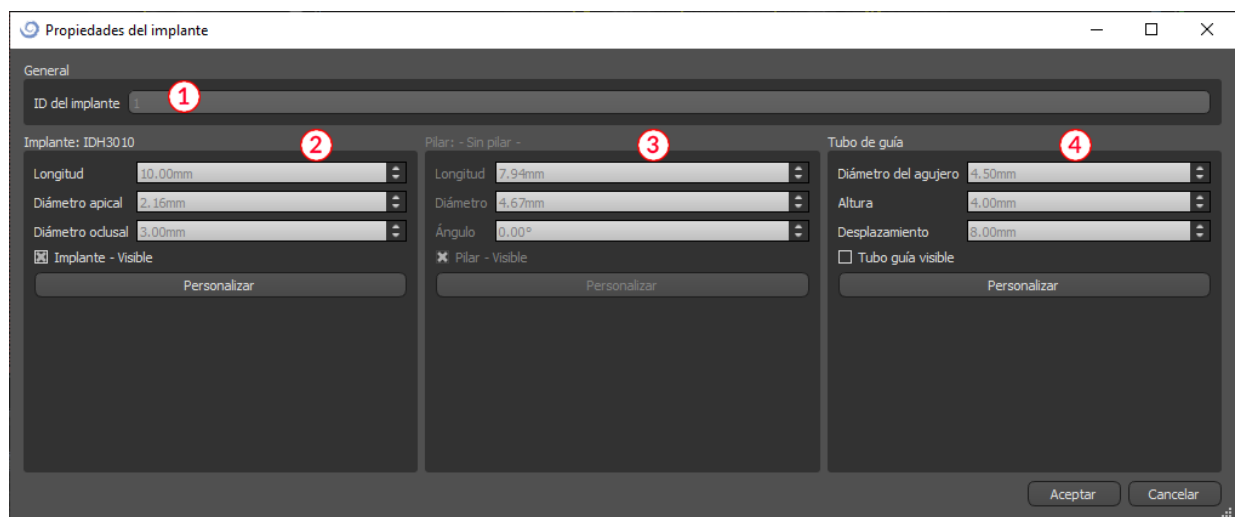 Propiedades del implante
General
ID del implante 1
1
Implante: IDH3010
2
Longitud 10.00mm
Diámetro apical 2.16mm
Diámetro oclusal 3.00mm
Implante - Visible
Personalizar
Pilar: - Sin pilar -
3
Longitud 7.94mm
Diámetro 4.67mm
Ángulo 0.00°
Pilar - Visible
Personalizar
Tubo de guía
4
Diámetro del agujero 4.50mm
Altura 4.00mm
Desplazamiento 8.00mm
Tubo guía visible
Personalizar
Aceptar
Cancelar